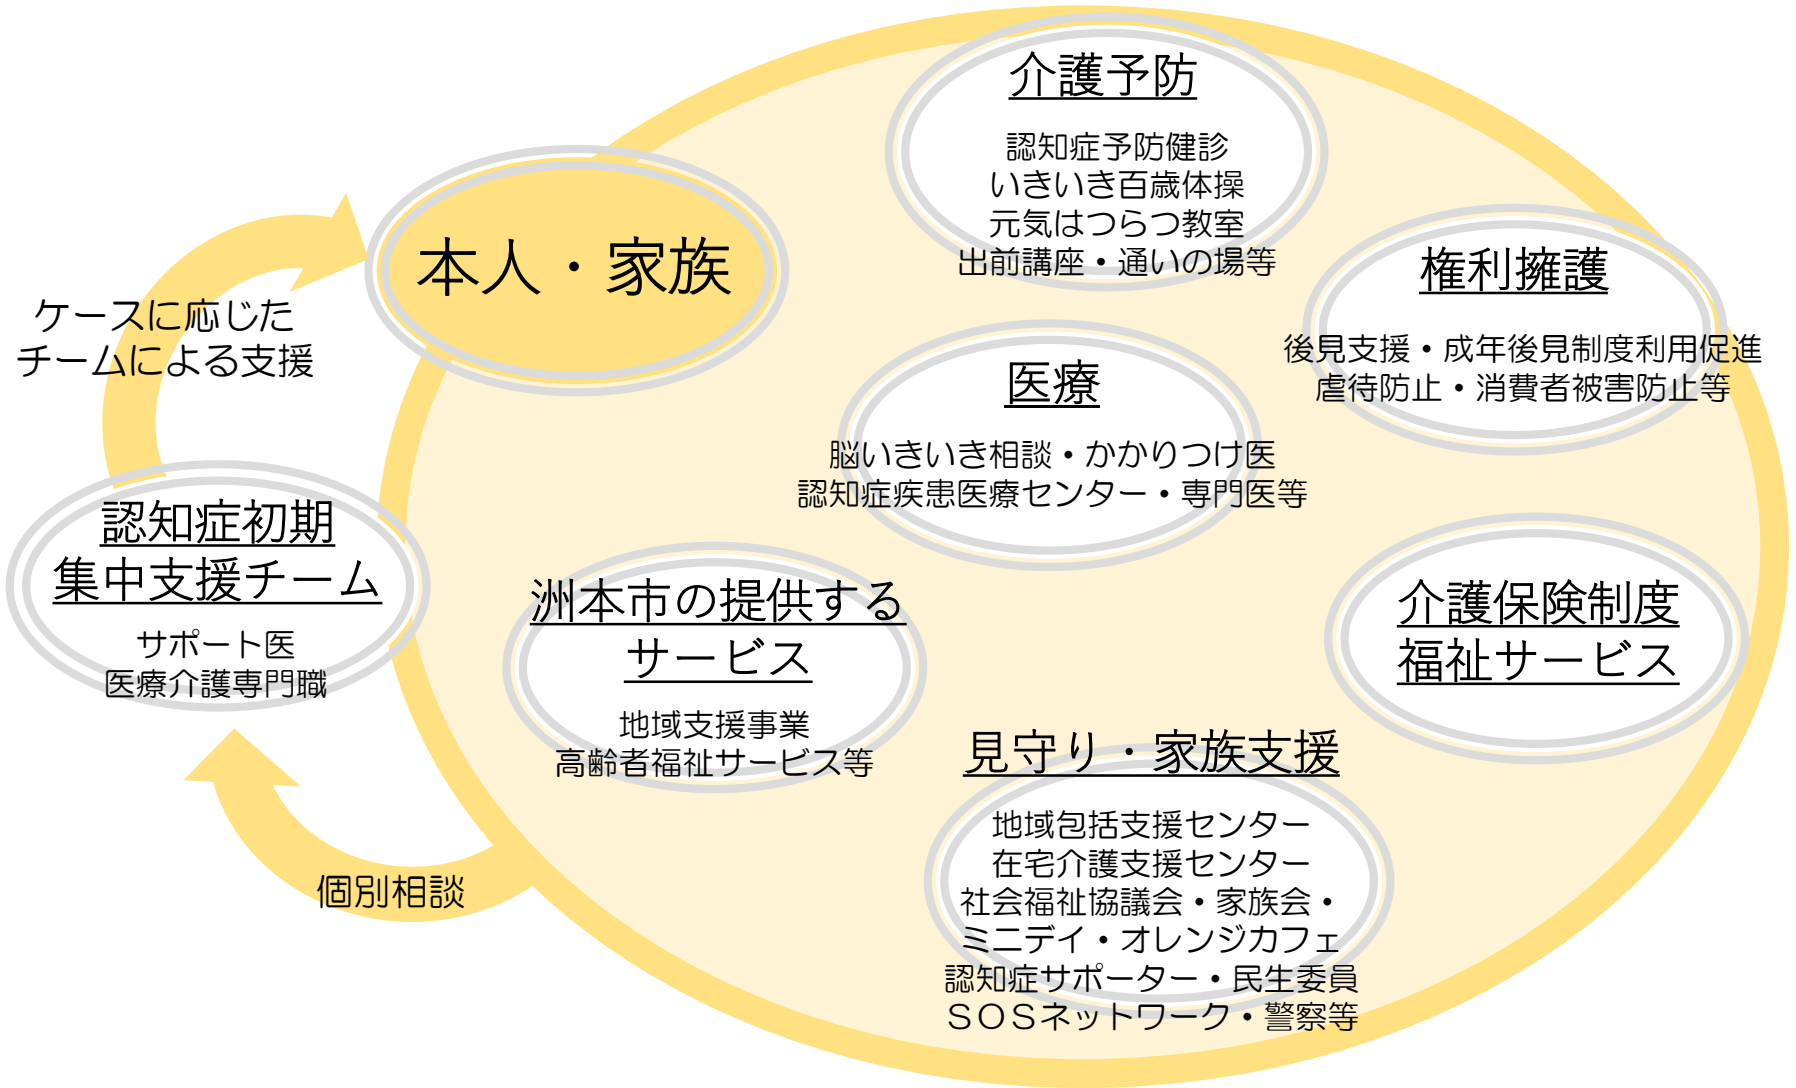 介護予防
認知症予防健診
いきいき百歳体操
元気はつらつ教室
出前講座・通いの場等
本人・家族
権利擁護
後見支援・成年後見制度利用促進
虐待防止・消費者被害防止等
ケースに応じた
チームによる支援
医療
脳いきいき相談・かかりつけ医
認知症疾患医療センター・専門医等
認知症初期
集中支援チーム
サポート医
医療介護専門職
洲本市の提供する
サービス
地域支援事業
高齢者福祉サービス等
介護保険制度
福祉サービス
見守り・家族支援
地域包括支援センター
在宅介護支援センター
社会福祉協議会・家族会・
ミニデイ・オレンジカフェ
認知症サポーター・民生委員
ＳＯＳネットワーク・警察等
個別相談